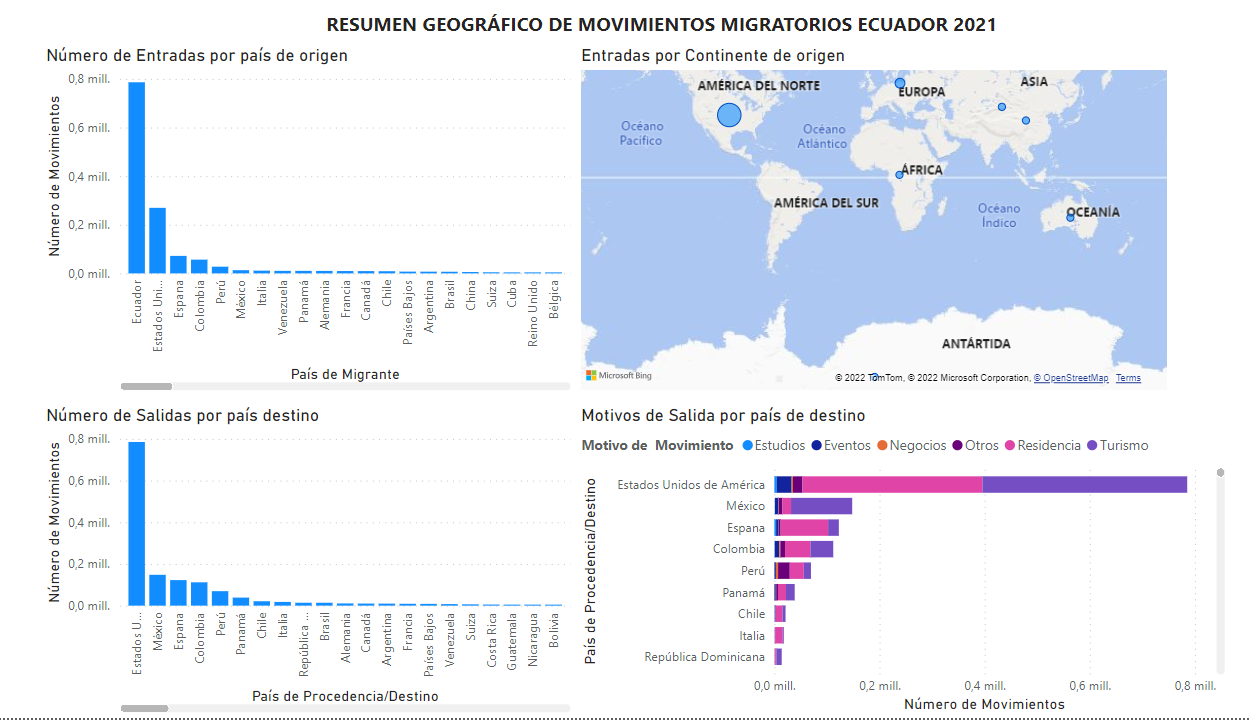 RESUMEN GEOGRÁFICO DE MOVIMIENTOS MIGRATORIOS ECUADOR 2021
Número de Entradas por país de origen
0,8 mill.
0,6 mill.
0,4 mill.
0,2 mill.
0,0 mill.
Número de Movimientos
Ecuador
Estados Uni...
Espana
Colombia
Perú
México
Italia
Venezuela
Panamá
Alemania
Francia
Canadá
Chile
Países Bajos
Argentina
Brasil
China
Suiza
Cuba
Reino Unido
Bélgica
País de Migrante
Entradas por Continente de origen
AMÉRICA DEL NORTE
EUROPA
ASIA
Océano
Pacífico
Océano
Atlántico
ÁFRICA
AMÉRICA DEL SUR
Océano
Índico
OCEANÍA
ANTÁRTIDA
Microsoft Bing
© 2022 TomTom, © 2022 Microsoft Corporation, © OpenStreetMap Terms
Número de Salidas por país destino
0,8 mill.
0,6 mill.
0,4 mill.
0,2 mill.
0,0 mill.
Número de Movimientos
Estados U...
México
Espana
Colombia
Perú
Panamá
Chile
Italia
República ...
Brasil
Alemania
Canadá
Argentina
Francia
Países Bajos
Venezuela
Suiza
Costa Rica
Guatemala
Nicaragua
Bolivia
País de Procedencia/Destino
Motivos de Salida por país de destino
Motivo de Movimiento Estudios Eventos Negocios Otros Residencia Turismo
País de Procedencia/Destino
Estados Unidos de América
México
Espana
Colombia
Perú
Panamá
Chile
Italia
República Dominicana
0,0 mill. 0,2 mill. 0,4 mill. 0,6 mill. 0,8 mill.
Número de Movimientos